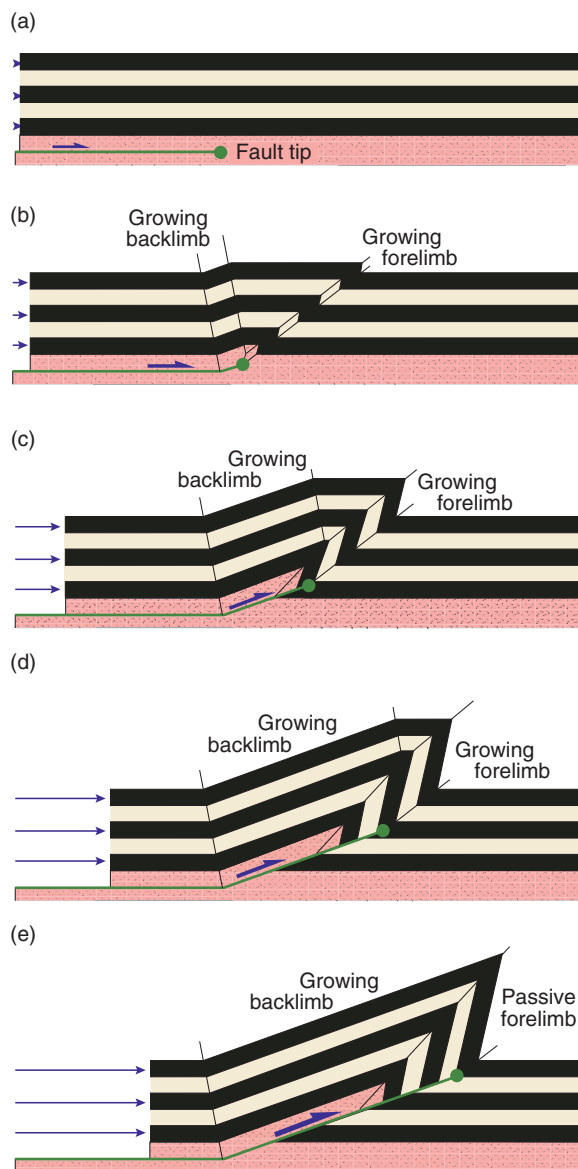 (a)
Fault tip
(b)
Growing
backlimb
Growing
forelimb
(c)
Growing
backlimb
Growing
forelimb
(d)
Growing
backlimb
Growing
forelimb
(e)
Growing
backlimb
Passive
forelimb